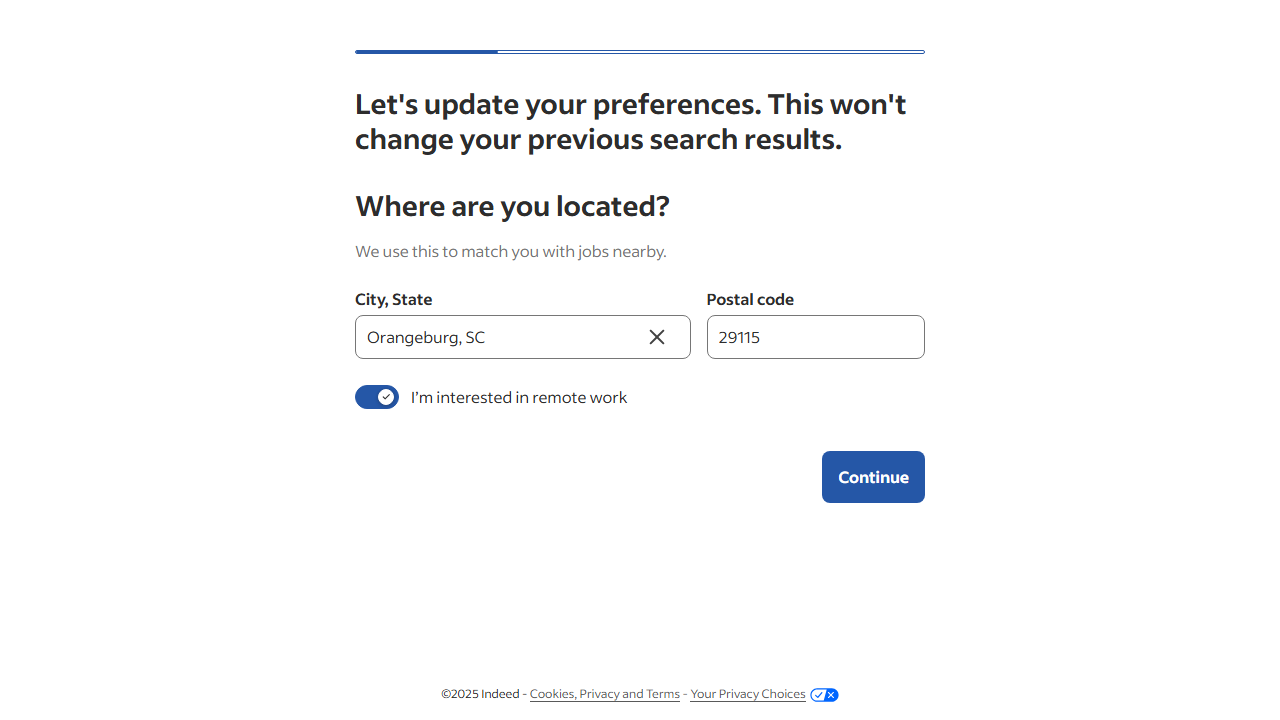 Let's update your preferences. This won't
change your previous search results.
Where are you located?
We use this to match you with jobs nearby.
City, State
Postal code
Orangeburg, SC
29115
I’m interested in remote work
Continue
©2025 Indeed - Cookies, Privacy and Terms - Your Privacy Choices